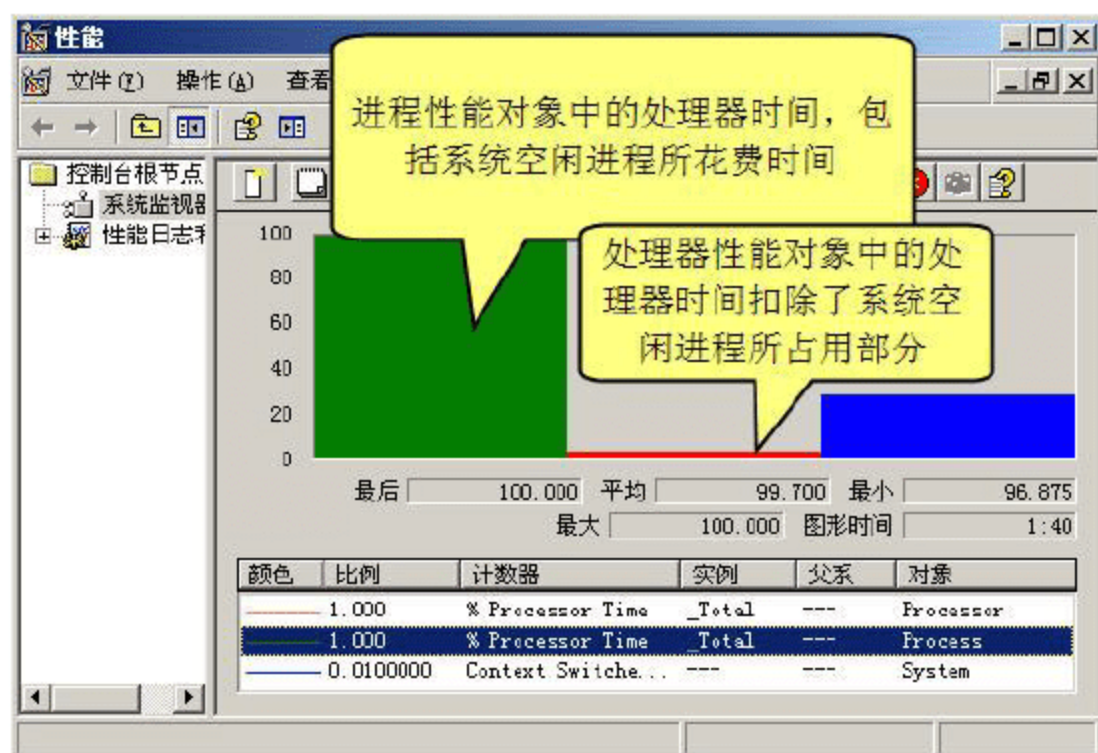 性能
文件(F) 操作(A) 查看
进程性能对象中的处理器时间，包
括系统空闲进程所花费时间
控制台根节点
系统监视器
性能日志和
处理器性能对象中的处
理器时间扣除了系统空
闲进程所占用部分
100
80
60
40
20
0
最后 100.000 平均 99.700 最小 96.875
最大 100.000 图形时间 1:40
颜色 比例 计数器 实例 父系 对象
1.000 % Processor Time _Total --- Processor
1.000 % Processor Time _Total --- Process
0.0100000 Context Switche... --- --- System